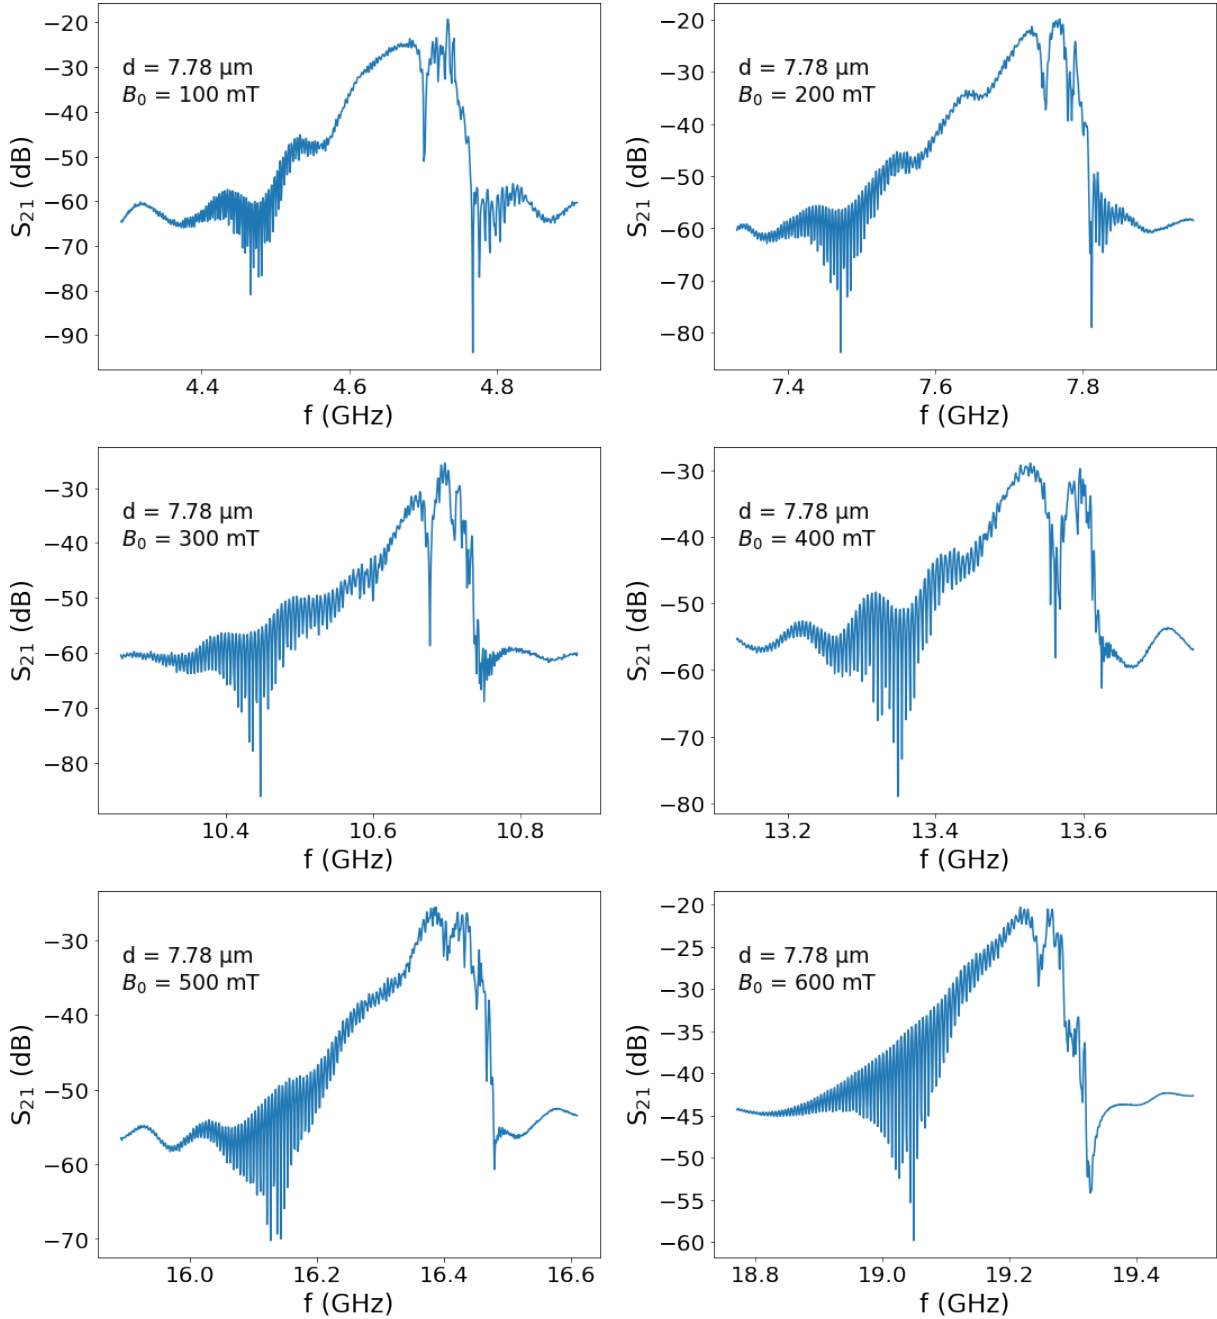 −20
−30
−40
−50
−60
−70
−80
−90
S₂₁ (dB)
d = 7.78 μm
B₀ = 100 mT
4.4 4.6 4.8
f (GHz)
−20
−30
−40
−50
−60
−70
−80
S₂₁ (dB)
d = 7.78 μm
B₀ = 200 mT
7.4 7.6 7.8
f (GHz)
−30
−40
−50
−60
−70
−80
S₂₁ (dB)
d = 7.78 μm
B₀ = 300 mT
10.4 10.6 10.8
f (GHz)
−30
−40
−50
−60
−70
−80
S₂₁ (dB)
d = 7.78 μm
B₀ = 400 mT
13.2 13.4 13.6
f (GHz)
−30
−40
−50
−60
−70
S₂₁ (dB)
d = 7.78 μm
B₀ = 500 mT
16.0 16.2 16.4 16.6
f (GHz)
−20
−25
−30
−35
−40
−45
−50
−55
−60
S₂₁ (dB)
d = 7.78 μm
B₀ = 600 mT
18.8 19.0 19.2 19.4
f (GHz)